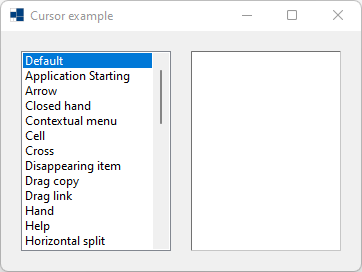 Cursor example
Default
Application Starting
Arrow
Closed hand
Contextual menu
Cell
Cross
Disappearing item
Drag copy
Drag link
Hand
Help
Horizontal split